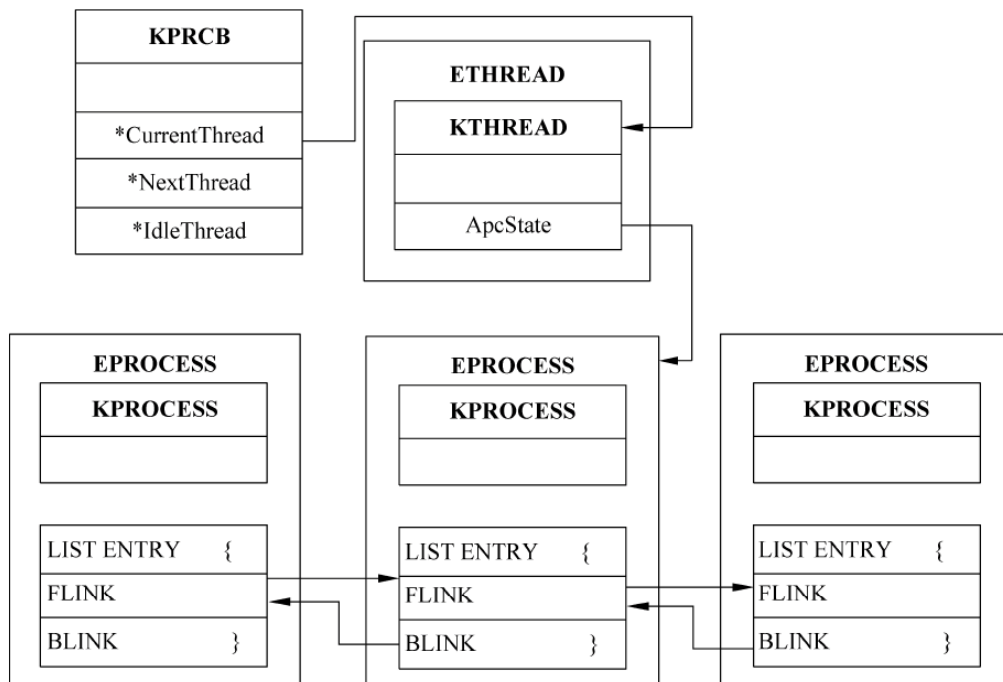 KPRCB
*CurrentThread
*NextThread
*IdleThread
ETHREAD
KTHREAD
ApcState
EPROCESS
KPROCESS
LIST ENTRY {
FLINK
BLINK }
EPROCESS
KPROCESS
LIST ENTRY {
FLINK
BLINK }
EPROCESS
KPROCESS
LIST ENTRY {
FLINK
BLINK }